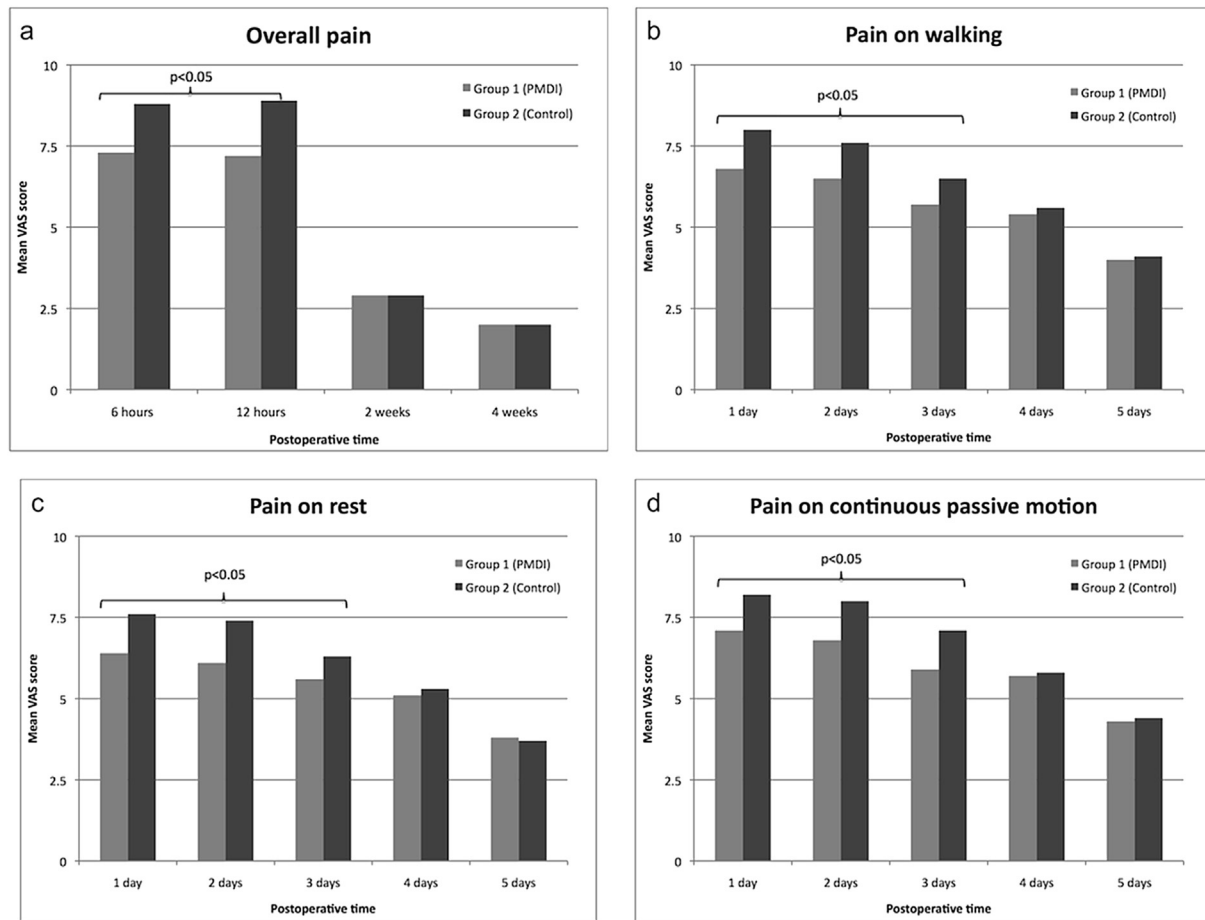 a
Overall pain
10
7.5
5
2.5
0
Mean VAS score
p<0.05
Group 1 (PMDI)
Group 2 (Control)
6 hours 12 hours 2 weeks 4 weeks
Postoperative time
b
Pain on walking
10
7.5
5
2.5
0
Mean VAS score
p<0.05
Group 1 (PMDI)
Group 2 (Control)
1 day 2 days 3 days 4 days 5 days
Postoperative time
c
Pain on rest
10
7.5
5
2.5
0
Mean VAS score
p<0.05
Group 1 (PMDI)
Group 2 (Control)
1 day 2 days 3 days 4 days 5 days
Postoperative time
d
Pain on continuous passive motion
10
7.5
5
2.5
0
Mean VAS score
p<0.05
Group 1 (PMDI)
Group 2 (Control)
1 day 2 days 3 days 4 days 5 days
Postoperative time